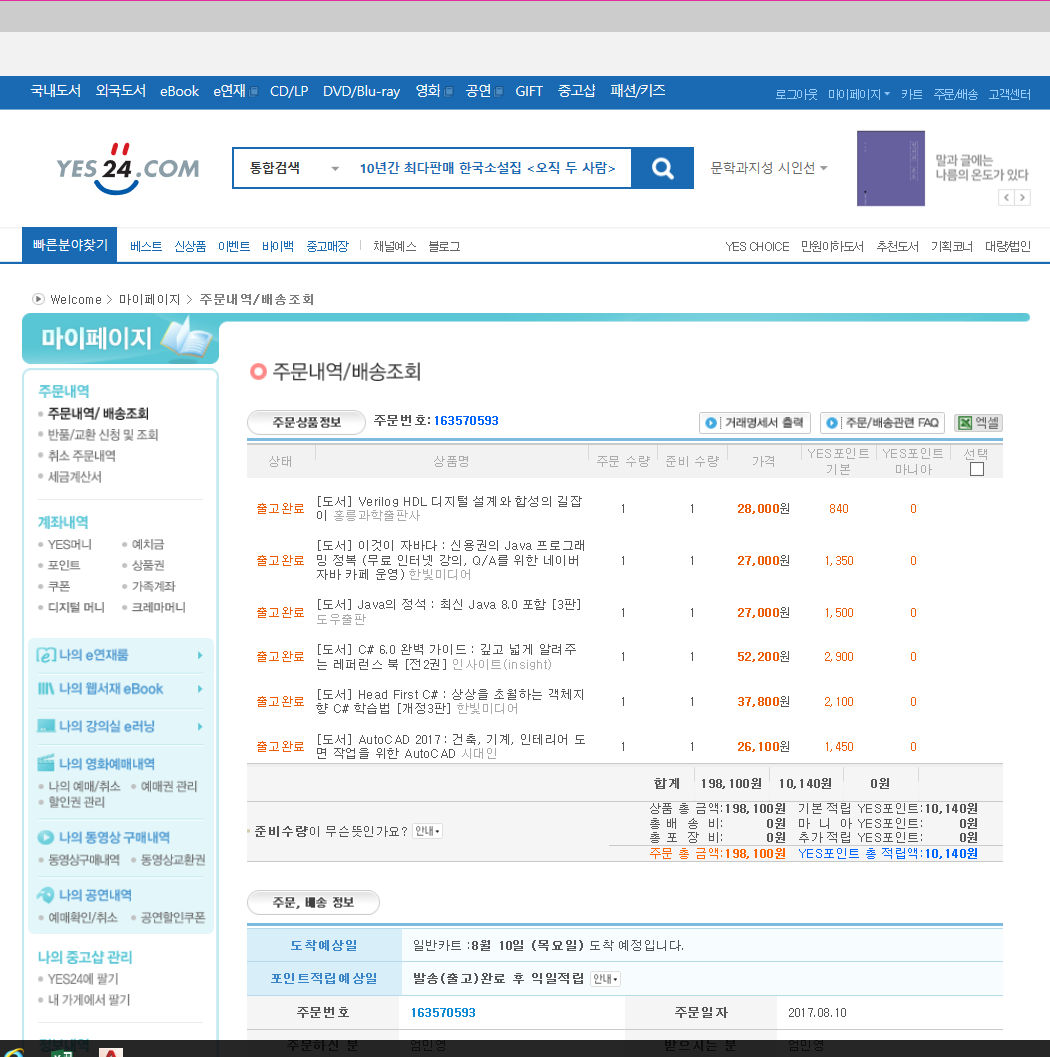 국내도서 외국도서 eBook e연재 CD/LP DVD/Blu-ray 영화 공연 GIFT 중고샵 패션/키즈
로그아웃 마이페이지 카트 주문/배송 고객센터
YES24.COM
통합검색 10년간 최다판매 한국소설집 <오직 두 사람>
문학과지성 시인선
말과 글에는
나름의 온도가 있다
빠른분야찾기 베스트 신상품 이벤트 바이백 중고매장 채널예스 블로그
YES CHOICE 만원이하도서 추천도서 기획코너 대량/법인
Welcome > 마이페이지 > 주문내역/배송조회
마이페이지
주문내역
주문내역/ 배송조회
반품/교환 신청 및 조회
취소 주문내역
세금계산서
계좌내역
YES머니 예치금
포인트 상품권
쿠폰 가족계좌
디지털 머니 크레마머니
나의 e연재룸
나의 웹서재 eBook
나의 강의실 e러닝
나의 영화예매내역
나의 예매/취소 예매권 관리
할인권 관리
나의 동영상 구매내역
동영상구매내역 동영상교환권
나의 공연내역
예매확인/취소 공연할인쿠폰
나의 중고샵 관리
YES24에 팔기
내 가게에서 팔기
정보내역
주문내역/배송조회
주문상품정보 주문번호: 163570593
거래명세서 출력 주문/배송관련 FAQ 엑셀
상태 상품명 주문 수량 준비 수량 가격 YES포인트 기본 YES포인트 마니아 선택
출고완료 [도서] Verilog HDL 디지털 설계와 합성의 길잡
이 홍릉과학출판사 1 1 28,000원 840 0
출고완료 [도서] 이것이 자바다 : 신용권의 Java 프로그래
밍 정복 (무료 인터넷 강의, Q/A를 위한 네이버
자바 카페 운영) 한빛미디어 1 1 27,000원 1,350 0
출고완료 [도서] Java의 정석 : 최신 Java 8.0 포함 [3판]
도우출판 1 1 27,000원 1,500 0
출고완료 [도서] C# 6.0 완벽 가이드 : 깊고 넓게 알려주
는 레퍼런스 북 [전2권] 인사이트(insight) 1 1 52,200원 2,900 0
출고완료 [도서] Head First C# : 상상을 초월하는 객체지
향 C# 학습법 [개정3판] 한빛미디어 1 1 37,800원 2,100 0
출고완료 [도서] AutoCAD 2017 : 건축, 기계, 인테리어 도
면 작업을 위한 AutoCAD 시대인 1 1 26,100원 1,450 0
합계 198,100원 10,140원 0원
준비수량이 무슨뜻인가요? 안내
상품 총 금액:198,100원 기본적립 YES포인트:10,140원
총 배 송 비: 0원 마 니 아 YES포인트: 0원
총 포 장 비: 0원 추가적립 YES포인트: 0원
주문 총 금액:198,100원 YES포인트 총 적립액:10,140원
주문, 배송 정보
도착예상일 일반카트 :8월 10일 (목요일) 도착 예정입니다.
포인트적립예상일 발송(출고)완료 후 익일적립 안내
주문번호 163570593 주문일자 2017.08.10
주문하신 분 엄민영 받으시는 분 엄민영